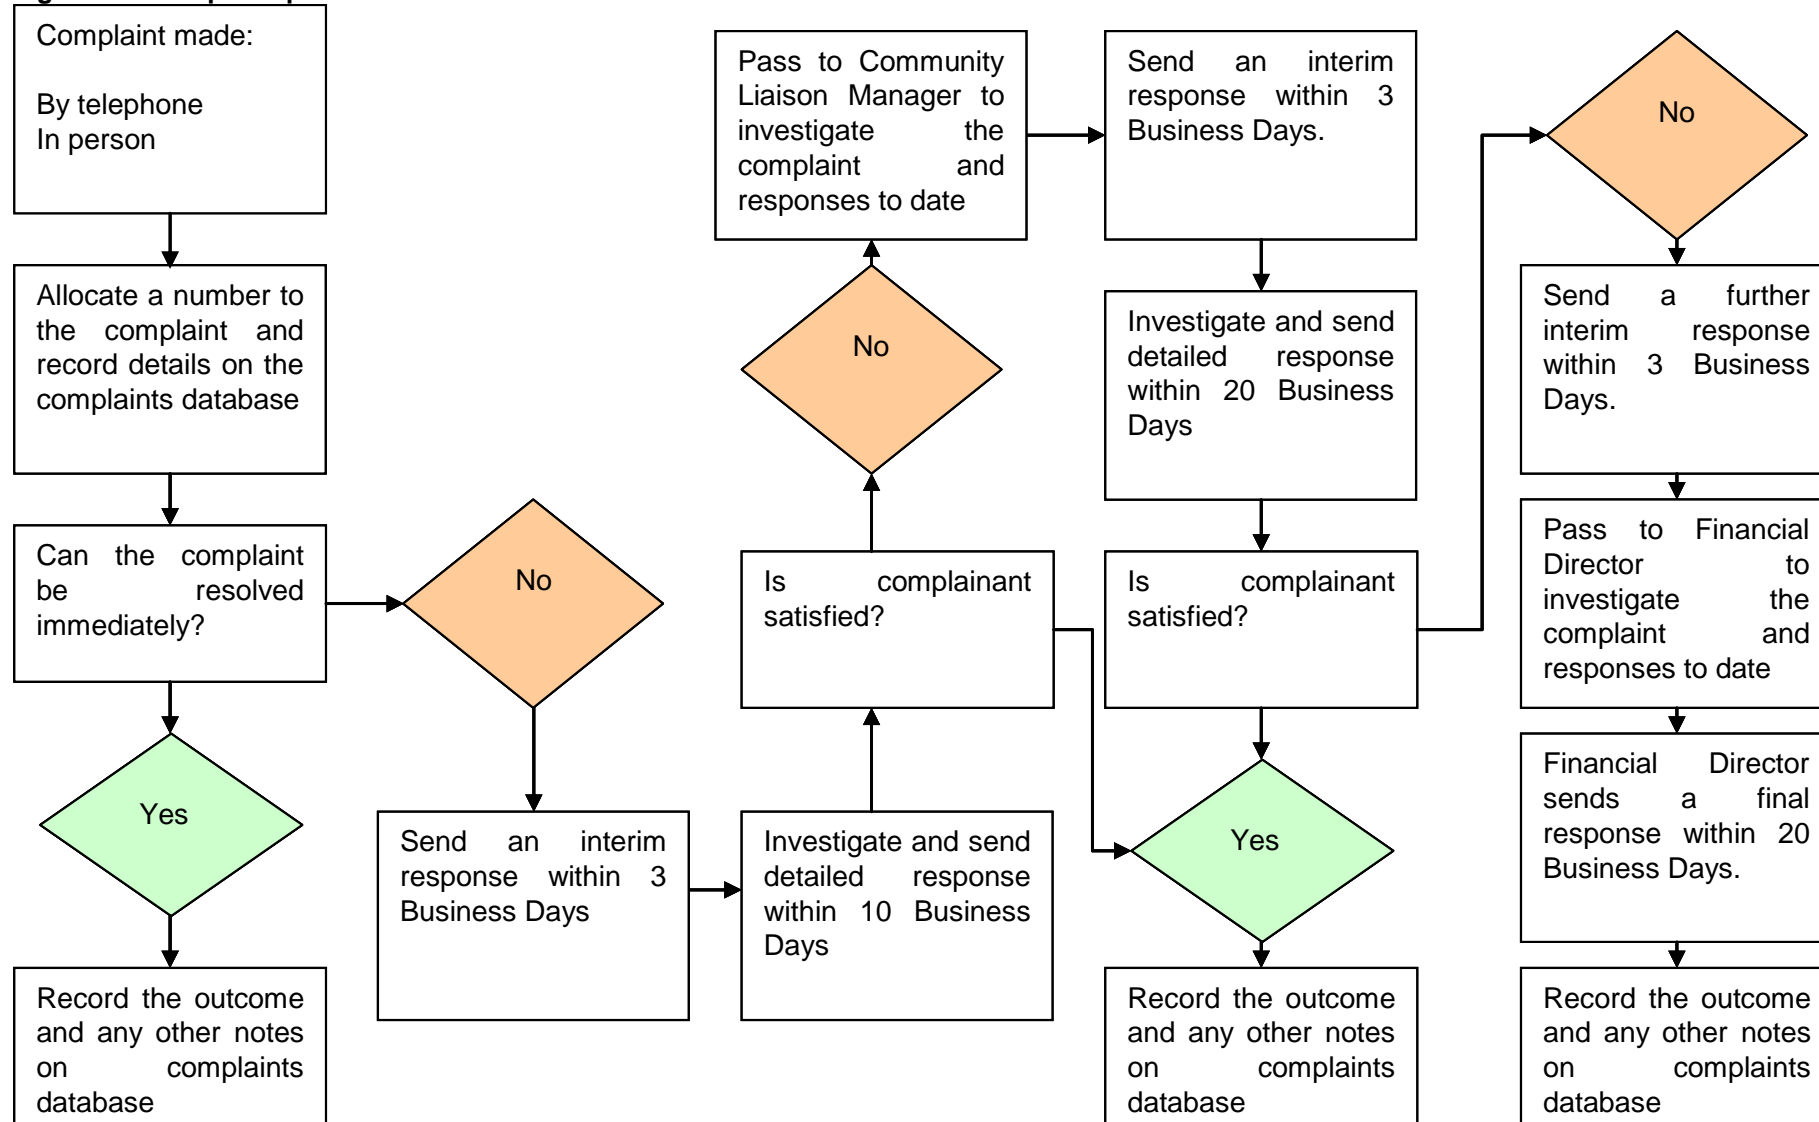 Complaint made:
By telephone
In person
Allocate a number to
the complaint and
record details on the
complaints database
Can the complaint
be resolved
immediately?
Yes
Record the outcome
and any other notes
on complaints
database
No
Send an interim
response within 3
Business Days
Investigate and send
detailed response
within 10 Business
Days
Is complainant
satisfied?
No
Pass to Community
Liaison Manager to
investigate the
complaint and
responses to date
Send an interim
response within 3
Business Days.
Investigate and send
detailed response
within 20 Business
Days
Is complainant
satisfied?
Yes
Record the outcome
and any other notes
on complaints
database
No
Send a further
interim response
within 3 Business
Days.
Pass to Financial
Director to
investigate the
complaint and
responses to date
Financial Director
sends a final
response within 20
Business Days.
Record the outcome
and any other notes
on complaints
database